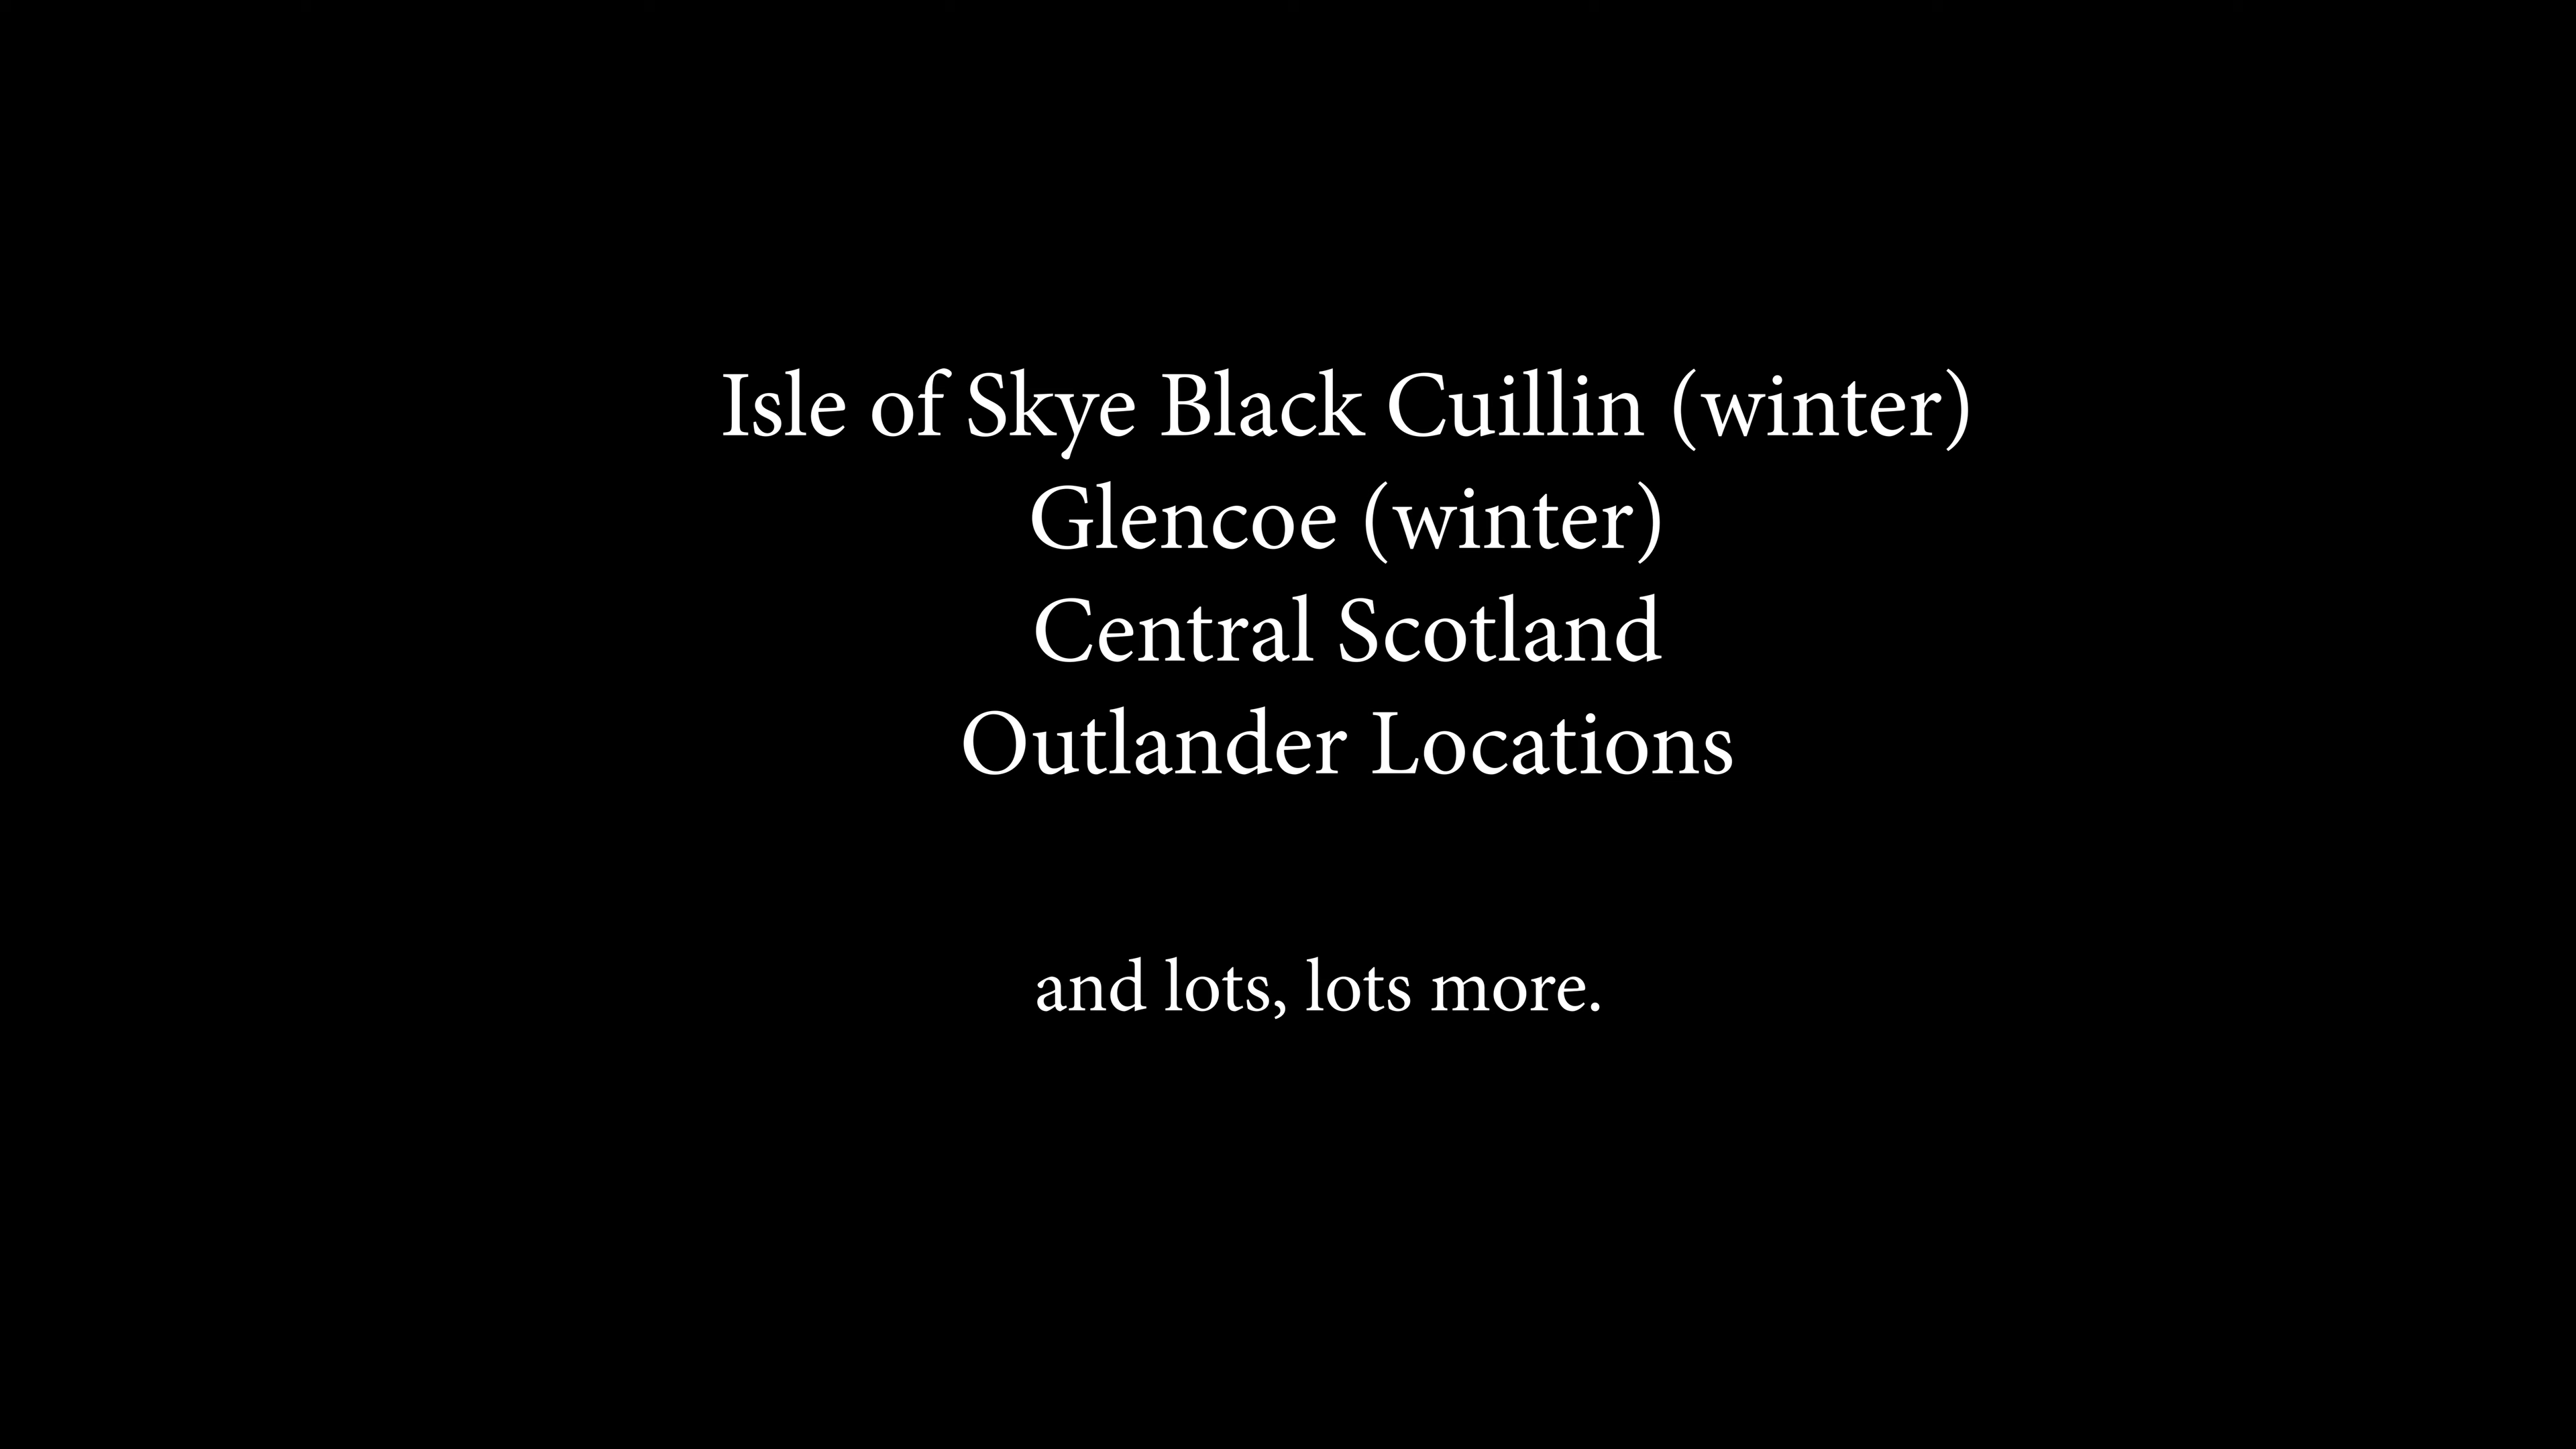 Isle of Skye Black Cuillin (winter)
Glencoe (winter)
Central Scotland
Outlander Locations
and lots, lots more.